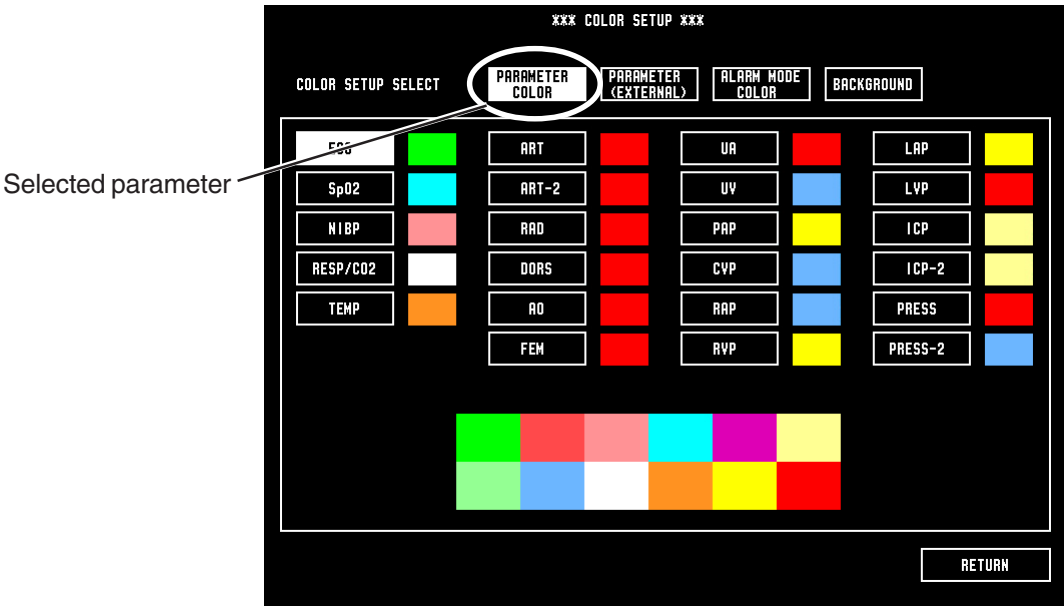 *** COLOR SETUP ***
COLOR SETUP SELECT
PARAMETER
COLOR
PARAMETER
(EXTERNAL)
ALARM MODE
COLOR
BACKGROUND
Selected parameter
ECG
ART
UA
LAP
SpO2
ART-2
UV
LVP
NIBP
RAD
PAP
ICP
RESP/CO2
DORS
CVP
ICP-2
TEMP
AO
RAP
PRESS
FEM
RVP
PRESS-2
RETURN